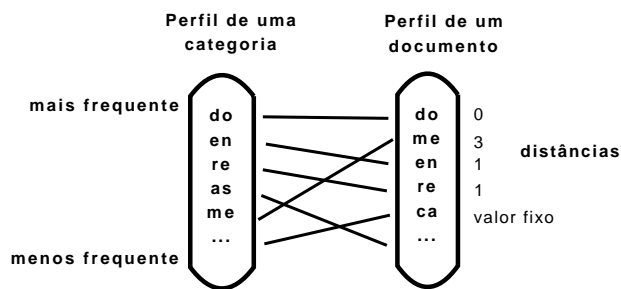 Perfil de uma
categoria
Perfil de um
documento
mais frequente
do
en
re
as
me
...
menos frequente
do
me
en
re
ca
...
0
3
1
1
valor fixo
distâncias